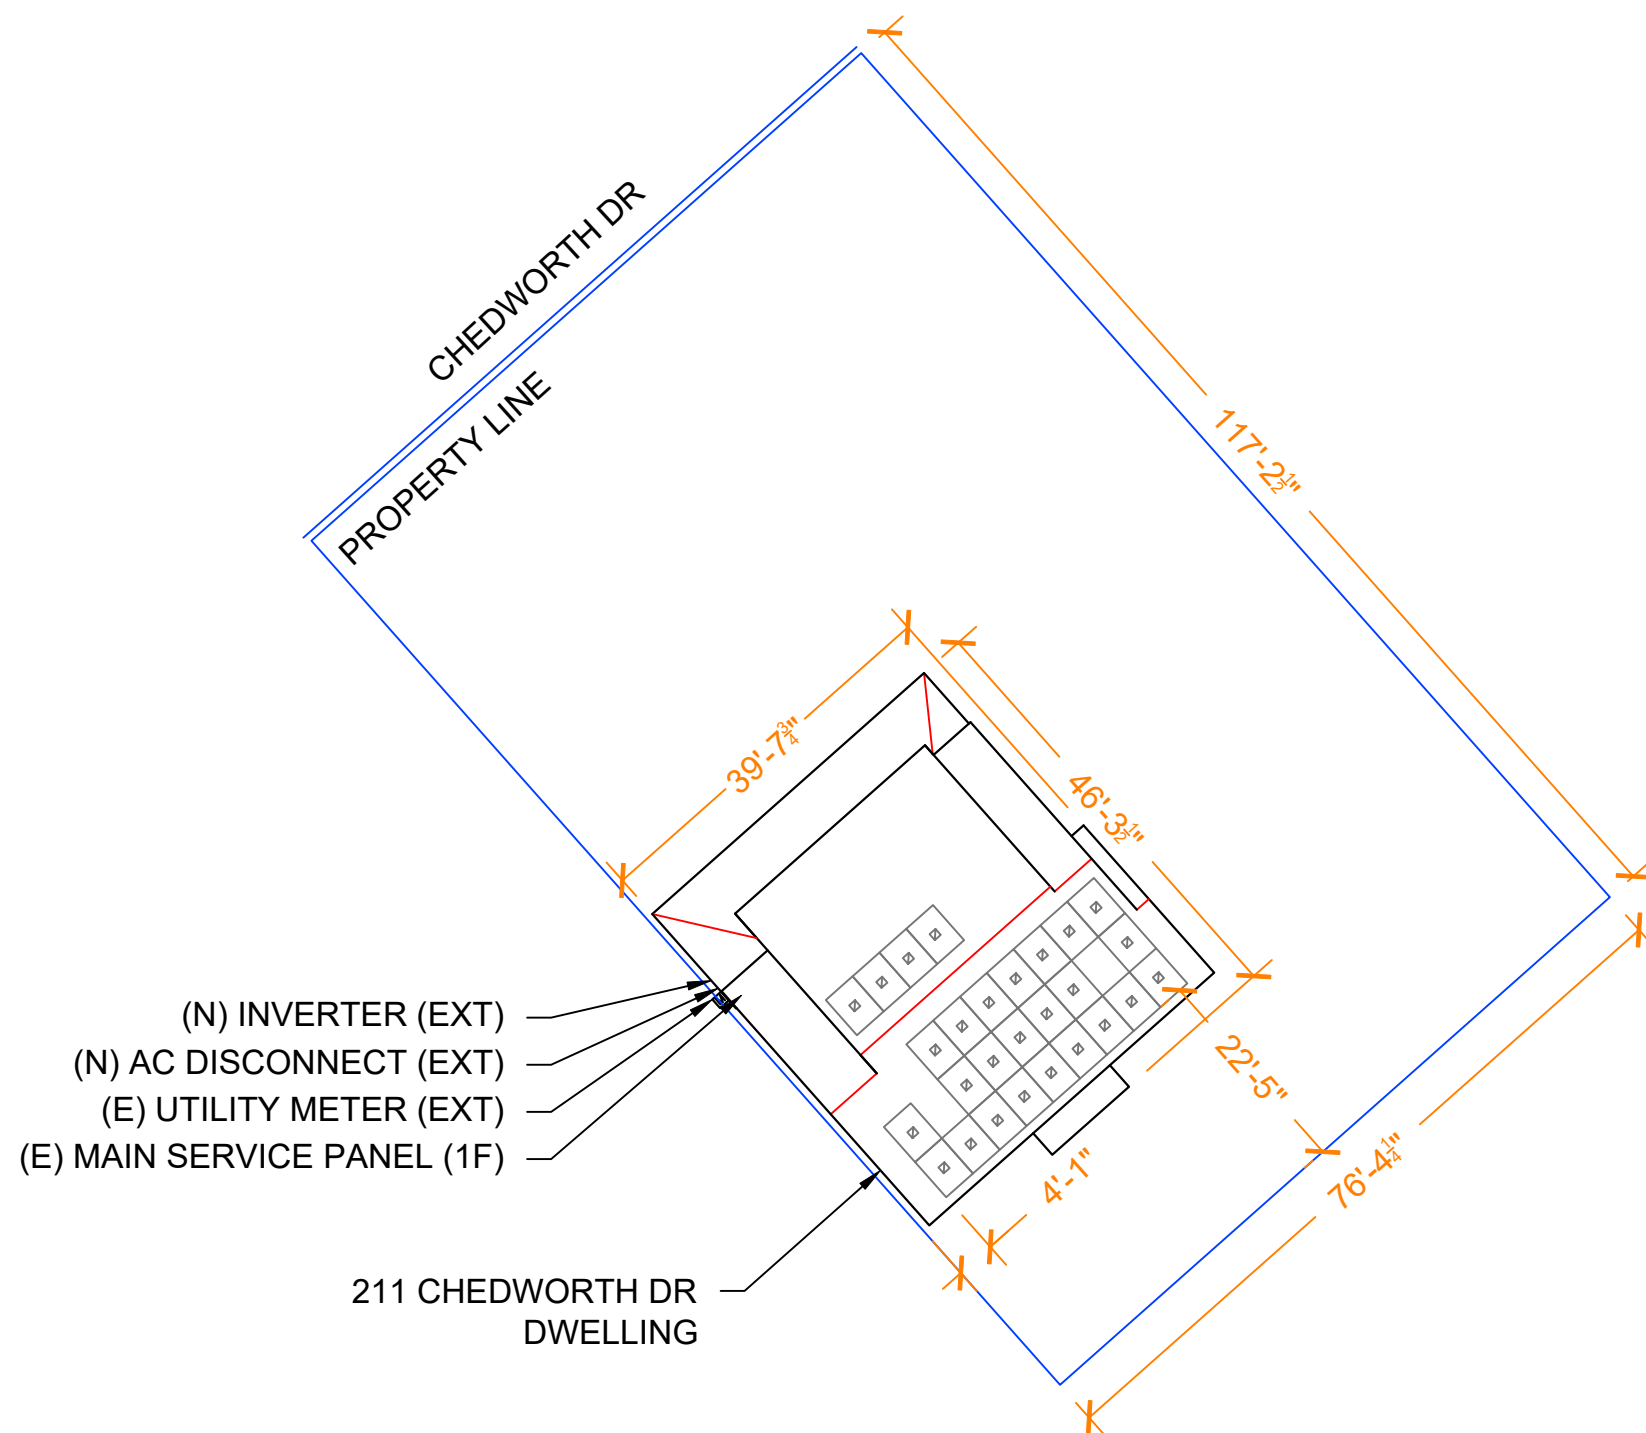 CHEDWORTH DR
PROPERTY LINE
117'-2½"
39'-7¾"
46'-3½"
(N) INVERTER (EXT)
(N) AC DISCONNECT (EXT)
(E) UTILITY METER (EXT)
(E) MAIN SERVICE PANEL (1F)
22'-5"
76'-4¼"
4'-1"
211 CHEDWORTH DR
DWELLING